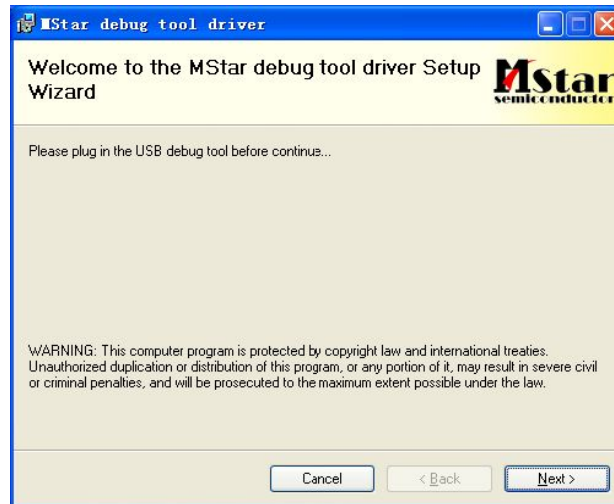 MStar debug tool driver
Welcome to the MStar debug tool driver Setup
Wizard
MStar
semiconductor
Please plug in the USB debug tool before continue...
WARNING: This computer program is protected by copyright law and international treaties.
Unauthorized duplication or distribution of this program, or any portion of it, may result in severe civil
or criminal penalties, and will be prosecuted to the maximum extent possible under the law.
Cancel
< Back
Next >